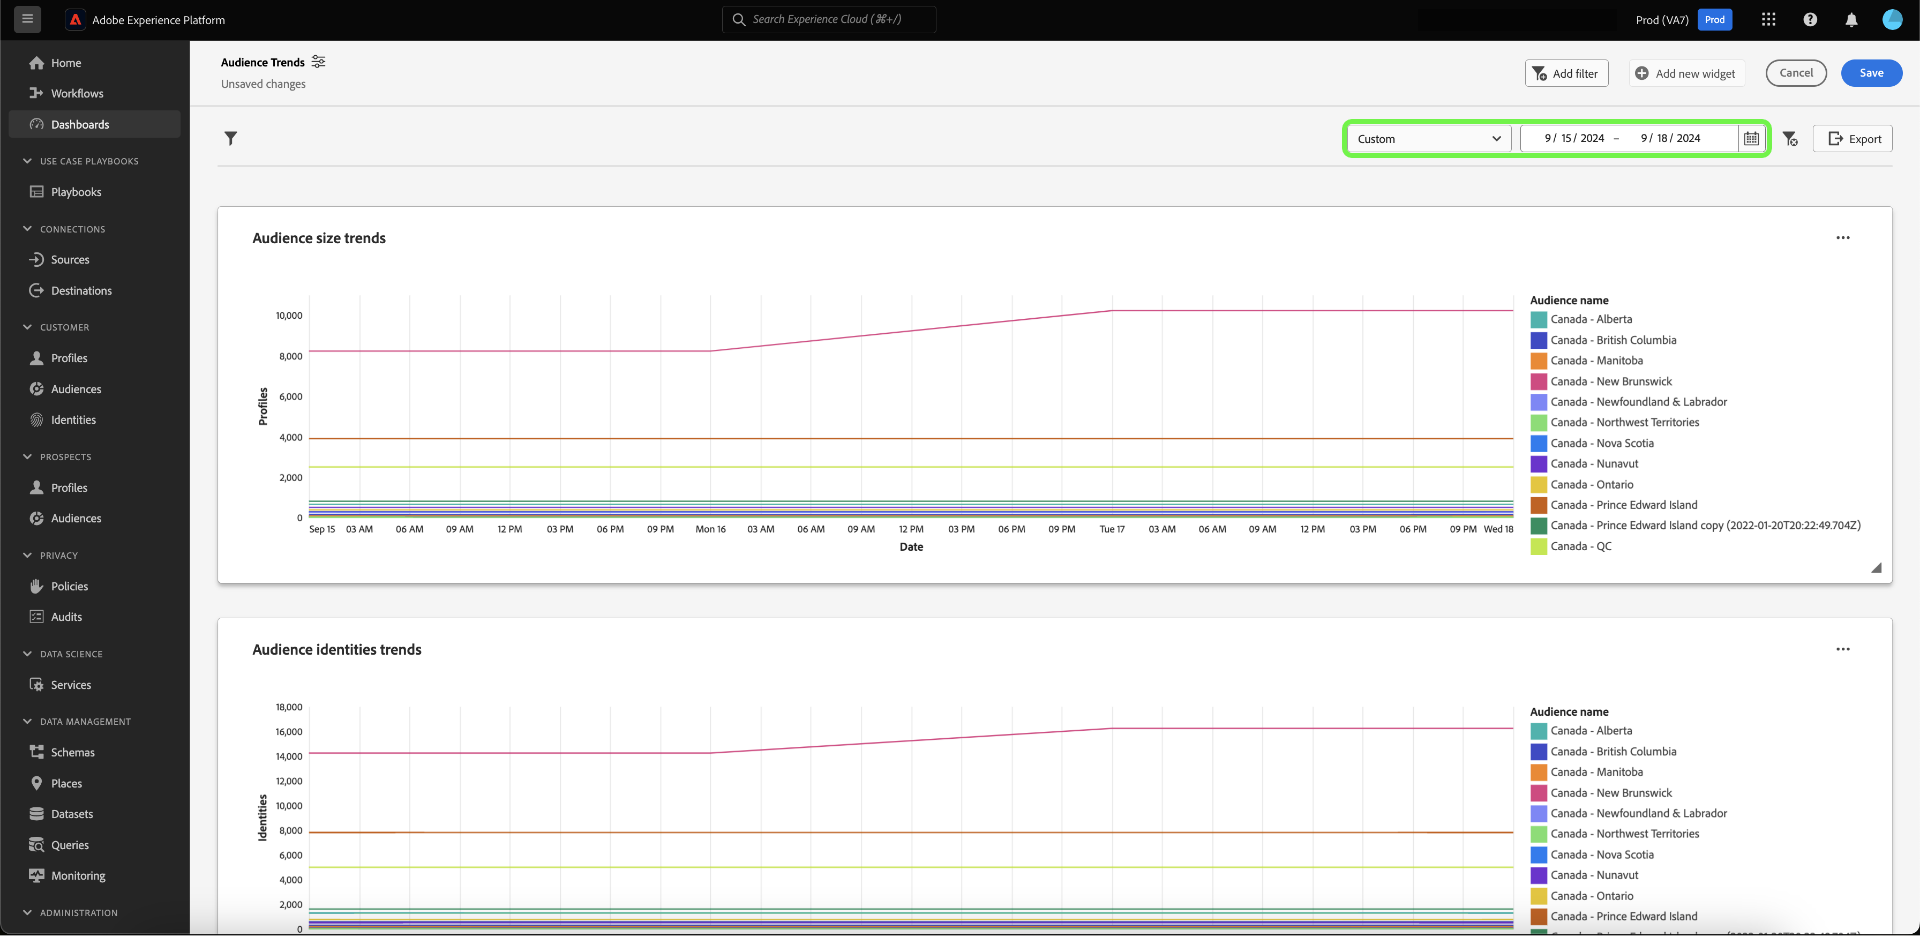 Adobe Experience Platform
Search Experience Cloud (⌘+/)
Prod (VA7)
Prod
Home
Workflows
Dashboards
USE CASE PLAYBOOKS
Playbooks
CONNECTIONS
Sources
Destinations
CUSTOMER
Profiles
Audiences
Identities
PROSPECTS
Profiles
Audiences
PRIVACY
Policies
Audits
DATA SCIENCE
Services
DATA MANAGEMENT
Schemas
Places
Datasets
Queries
Monitoring
ADMINISTRATION
Audience Trends
Unsaved changes
Add filter
Add new widget
Cancel
Save
Custom
9 / 15 / 2024 – 9 / 18 / 2024
Export
Audience size trends
10,000
8,000
6,000
4,000
2,000
0
Profiles
Sep 15 03 AM 06 AM 09 AM 12 PM 03 PM 06 PM 09 PM Mon 16 03 AM 06 AM 09 AM 12 PM 03 PM 06 PM 09 PM Tue 17 03 AM 06 AM 09 AM 12 PM 03 PM 06 PM 09 PM Wed 18
Date
Audience name
Canada - Alberta
Canada - British Columbia
Canada - Manitoba
Canada - New Brunswick
Canada - Newfoundland & Labrador
Canada - Northwest Territories
Canada - Nova Scotia
Canada - Nunavut
Canada - Ontario
Canada - Prince Edward Island
Canada - Prince Edward Island copy (2022-01-20T20:22:49.704Z)
Canada - QC
Audience identities trends
18,000
16,000
14,000
12,000
10,000
8,000
6,000
4,000
2,000
0
Identities
Audience name
Canada - Alberta
Canada - British Columbia
Canada - Manitoba
Canada - New Brunswick
Canada - Newfoundland & Labrador
Canada - Northwest Territories
Canada - Nova Scotia
Canada - Nunavut
Canada - Ontario
Canada - Prince Edward Island